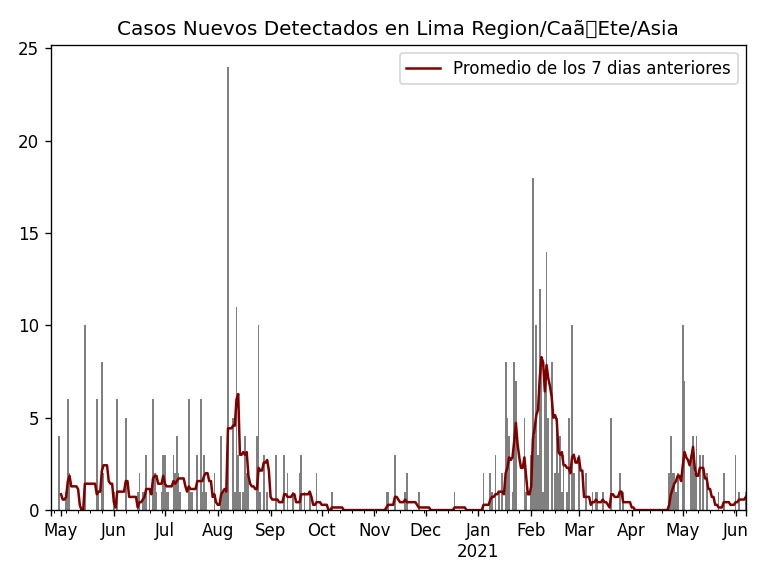 Casos Nuevos Detectados en Lima Region/Caã▯Ete/Asia
Promedio de los 7 dias anteriores
25
20
15
10
5
0
May Jun Jul Aug Sep Oct Nov Dec Jan Feb Mar Apr May Jun
2021